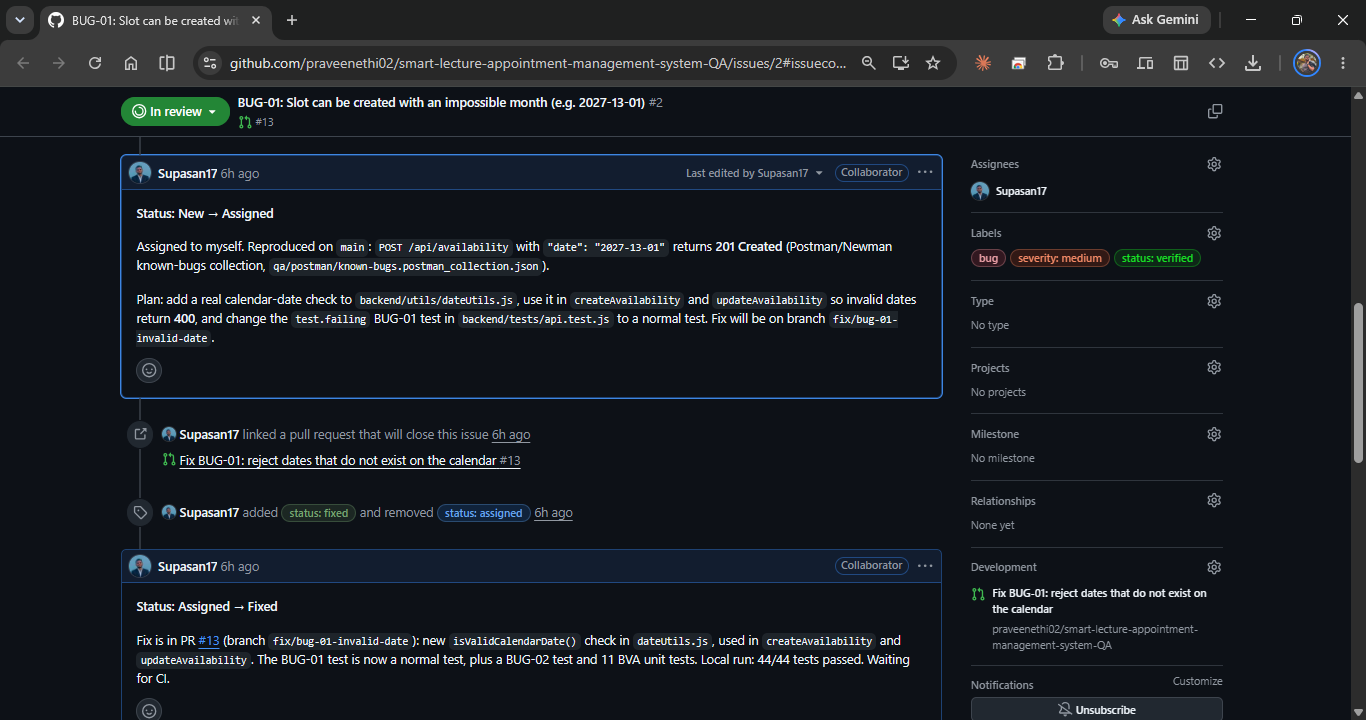 BUG-01: Slot can be created wit
Ask Gemini
github.com/praveenethi02/smart-lecture-appointment-management-system-QA/issues/2#issueco...
In review
BUG-01: Slot can be created with an impossible month (e.g. 2027-13-01) #2
#13
Supasan17 6h ago
Last edited by Supasan17
Collaborator
Status: New → Assigned
Assigned to myself. Reproduced on main: POST /api/availability with "date": "2027-13-01" returns 201 Created (Postman/Newman
known-bugs collection, qa/postman/known-bugs.postman_collection.json).
Plan: add a real calendar-date check to backend/utils/dateUtils.js, use it in createAvailability and updateAvailability so invalid dates
return 400, and change the test.failing BUG-01 test in backend/tests/api.test.js to a normal test. Fix will be on branch fix/bug-01-
invalid-date.
Supasan17 linked a pull request that will close this issue 6h ago
Fix BUG-01: reject dates that do not exist on the calendar #13
Supasan17 added status: fixed and removed status: assigned 6h ago
Supasan17 6h ago
Collaborator
Status: Assigned → Fixed
Fix is in PR #13 (branch fix/bug-01-invalid-date): new isValidCalendarDate() check in dateUtils.js, used in createAvailability and
updateAvailability. The BUG-01 test is now a normal test, plus a BUG-02 test and 11 BVA unit tests. Local run: 44/44 tests passed. Waiting
for CI.
Assignees
Supasan17
Labels
bug
severity: medium
status: verified
Type
No type
Projects
No projects
Milestone
No milestone
Relationships
None yet
Development
Fix BUG-01: reject dates that do not exist on
the calendar
praveenethi02/smart-lecture-appointment-
management-system-QA
Notifications
Customize
Unsubscribe